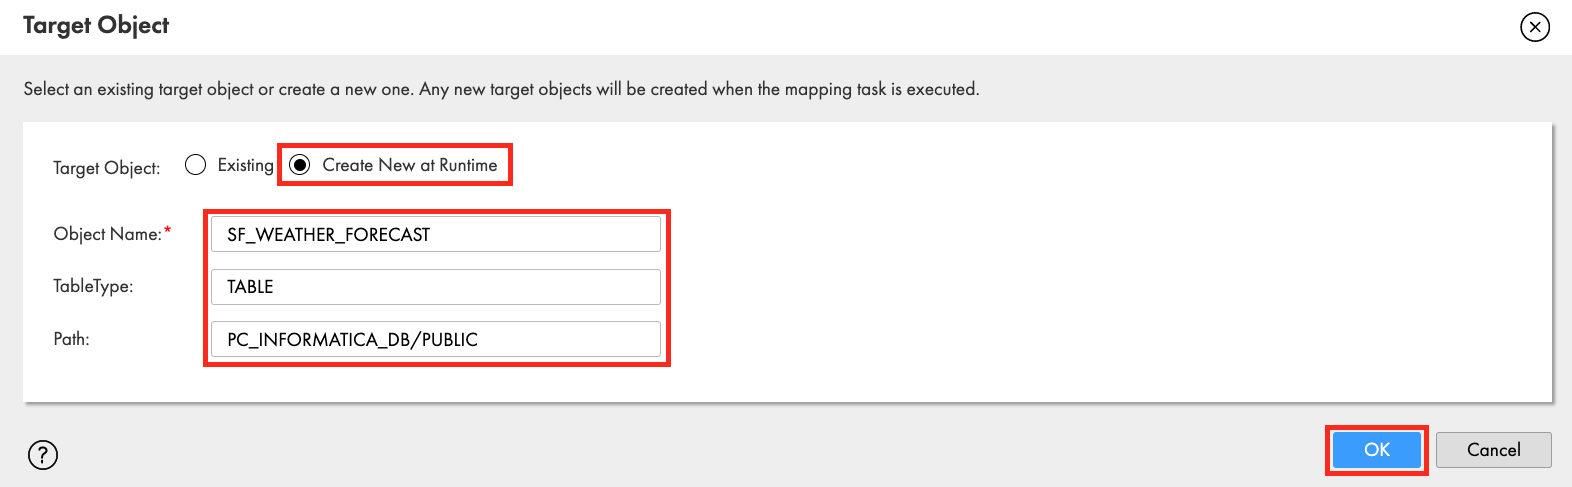 Target Object
Select an existing target object or create a new one. Any new target objects will be created when the mapping task is executed.
Target Object: Existing Create New at Runtime
Object Name:* SF_WEATHER_FORECAST
TableType: TABLE
Path: PC_INFORMATICA_DB/PUBLIC
? OK Cancel